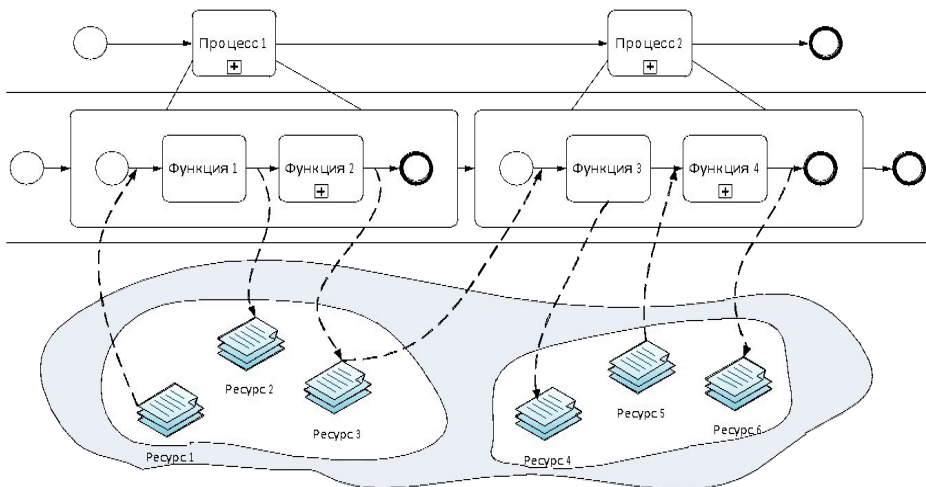 Процесс 1
Процесс 2
Функция 1
Функция 2
Функция 3
Функция 4
Ресурс 2
Ресурс 5
Ресурс 3
Ресурс 6
Ресурс 1
Ресурс 4